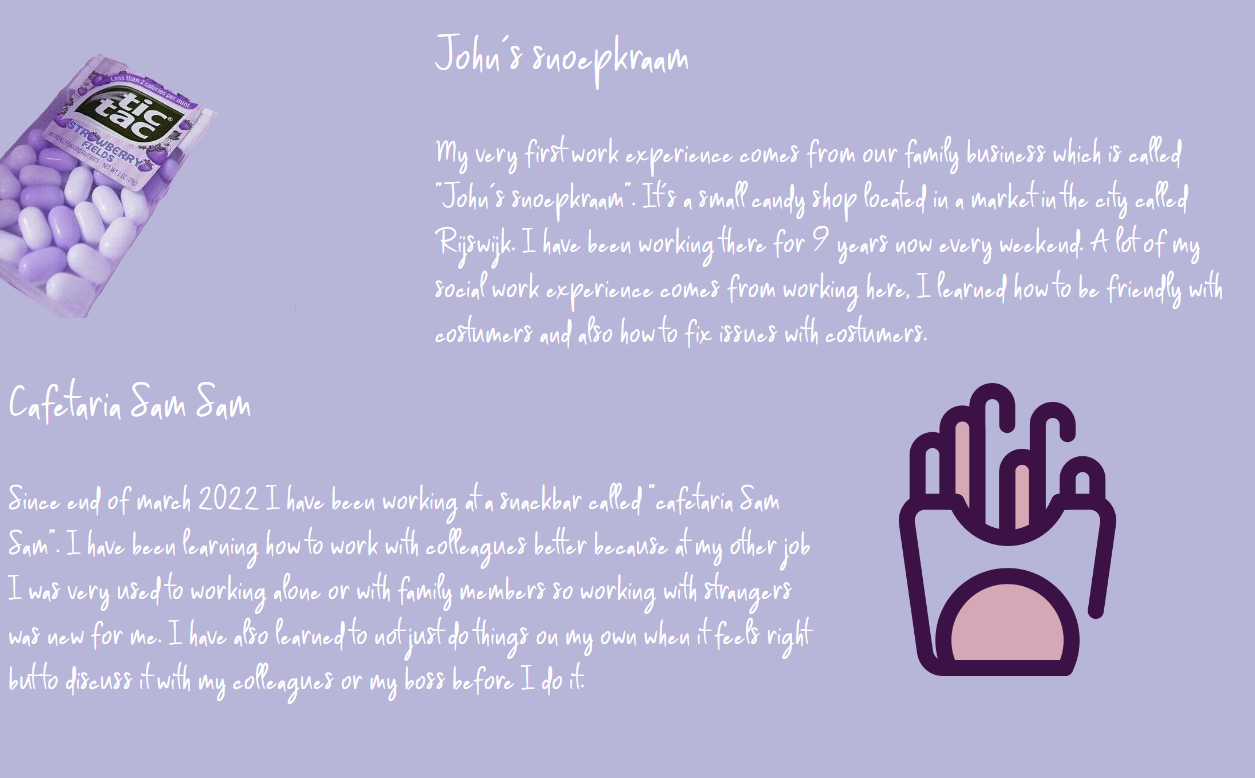 John's snoepkraam
My very first work experience comes from our family business which is called
"John's snoepkraam". It's a small candy shop located in a market in the city called
Rijswijk. I have been working there for 9 years now every weekend. A lot of my
social work experience comes from working here, I learned how to be friendly with
costumers and also how to fix issues with costumers.
Less than 2 calories per mint
tic
tac
STRAWBERRY
FIELDS
Cafetaria Sam Sam
Since end of march 2022 I have been working at a snackbar called "cafetaria Sam
Sam". I have been learning how to work with colleagues better because at my other job
I was very used to working alone or with family members so working with strangers
was new for me. I have also learned to not just do things on my own when it feels right
but to discuss it with my colleagues or my boss before I do it.